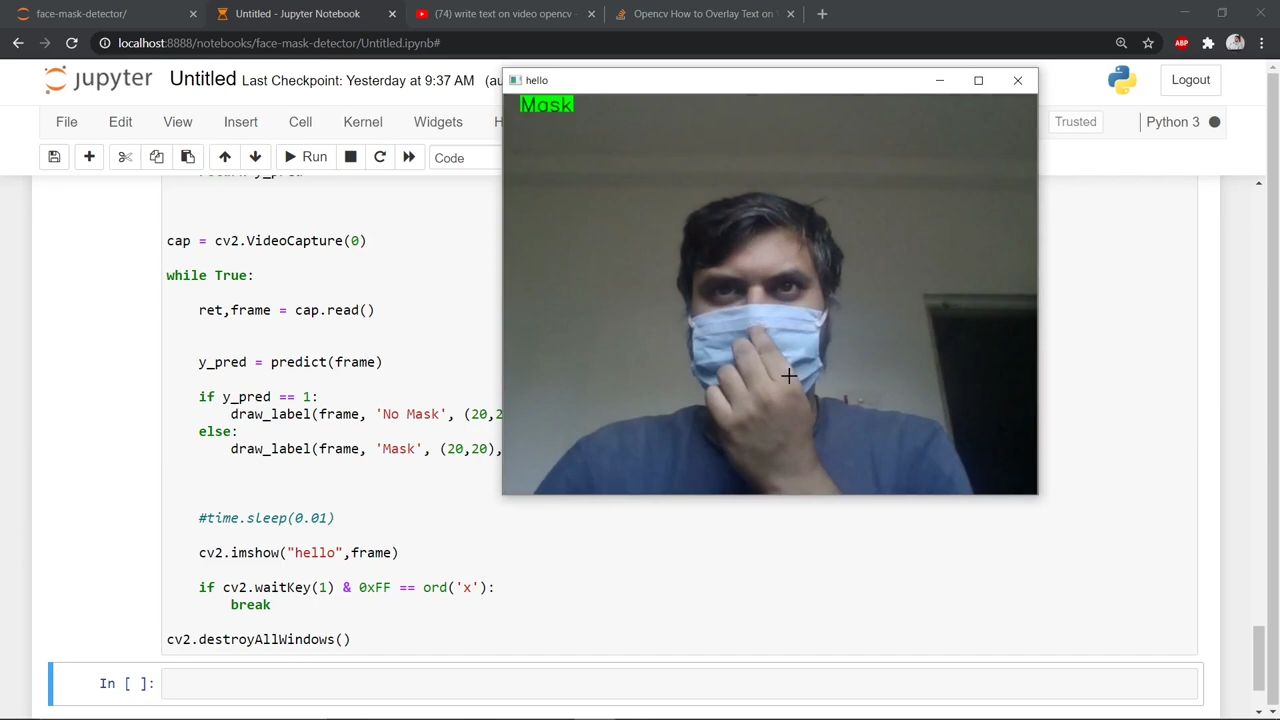 face-mask-detector/
Untitled - Jupyter Notebook
(74) write text on video opencv -
Opencv How to Overlay Text on
localhost:8888/notebooks/face-mask-detector/Untitled.ipynb#
ABP
jupyter Untitled Last Checkpoint: Yesterday at 9:37 AM (au
Logout
hello
File Edit View Insert Cell Kernel Widgets H
Trusted
Python 3
Run
Code
Mask
return y_pred
cap = cv2.VideoCapture(0)
while True:
ret,frame = cap.read()
y_pred = predict(frame)
if y_pred == 1:
draw_label(frame, 'No Mask', (20,2
else:
draw_label(frame, 'Mask', (20,20),
#time.sleep(0.01)
cv2.imshow("hello",frame)
if cv2.waitKey(1) & 0xFF == ord('x'):
break
cv2.destroyAllWindows()
In [ ]: